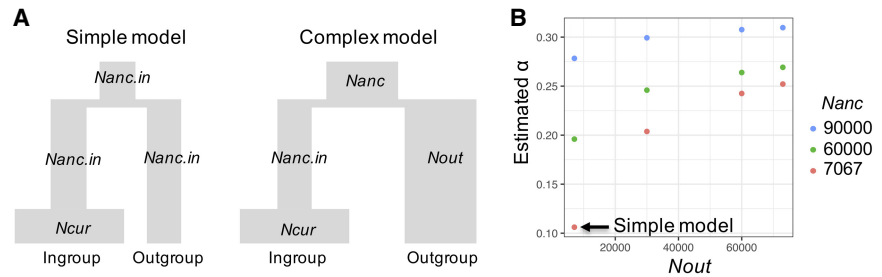 A
Simple model
Nanc.in
Nanc.in
Nanc.in
Ncur
Ingroup
Outgroup
Complex model
Nanc
Nanc.in
Nout
Ncur
Ingroup
Outgroup
B
Estimated α
0.30
0.25
0.20
0.15
0.10
Simple model
20000
40000
60000
Nout
Nanc
90000
60000
7067